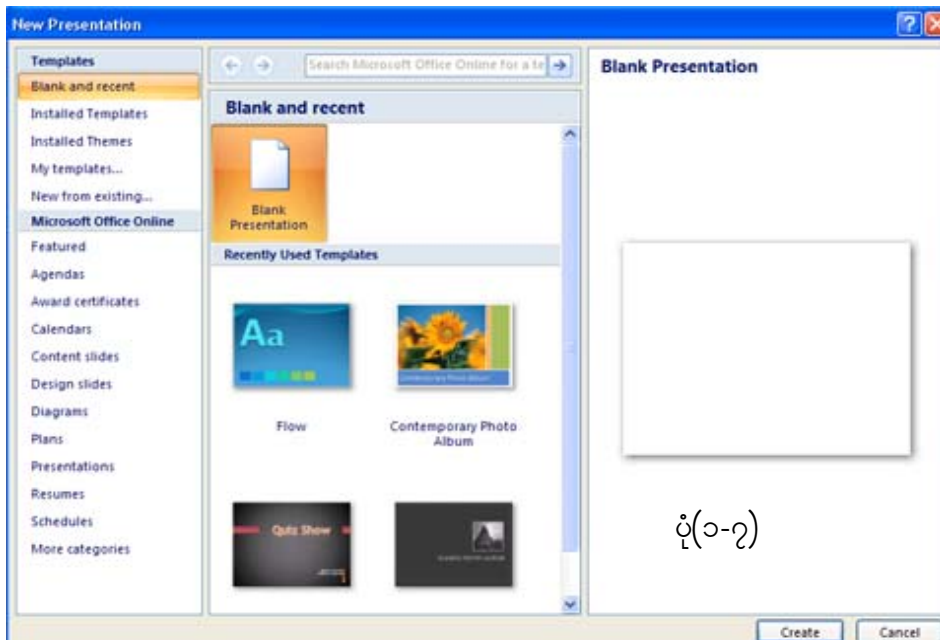 New Presentation
Templates
Blank and recent
Installed Templates
Installed Themes
My templates...
New from existing...
Microsoft Office Online
Featured
Agendas
Award certificates
Calendars
Content slides
Design slides
Diagrams
Plans
Presentations
Resumes
Schedules
More categories
Search Microsoft Office Online for a te
Blank and recent
Blank
Presentation
Recently Used Templates
Aa
Flow
Contemporary Photo Album
Contemporary Photo
Album
Quiz Show
Blank Presentation
ပုံ(၁-၇)
Create
Cancel